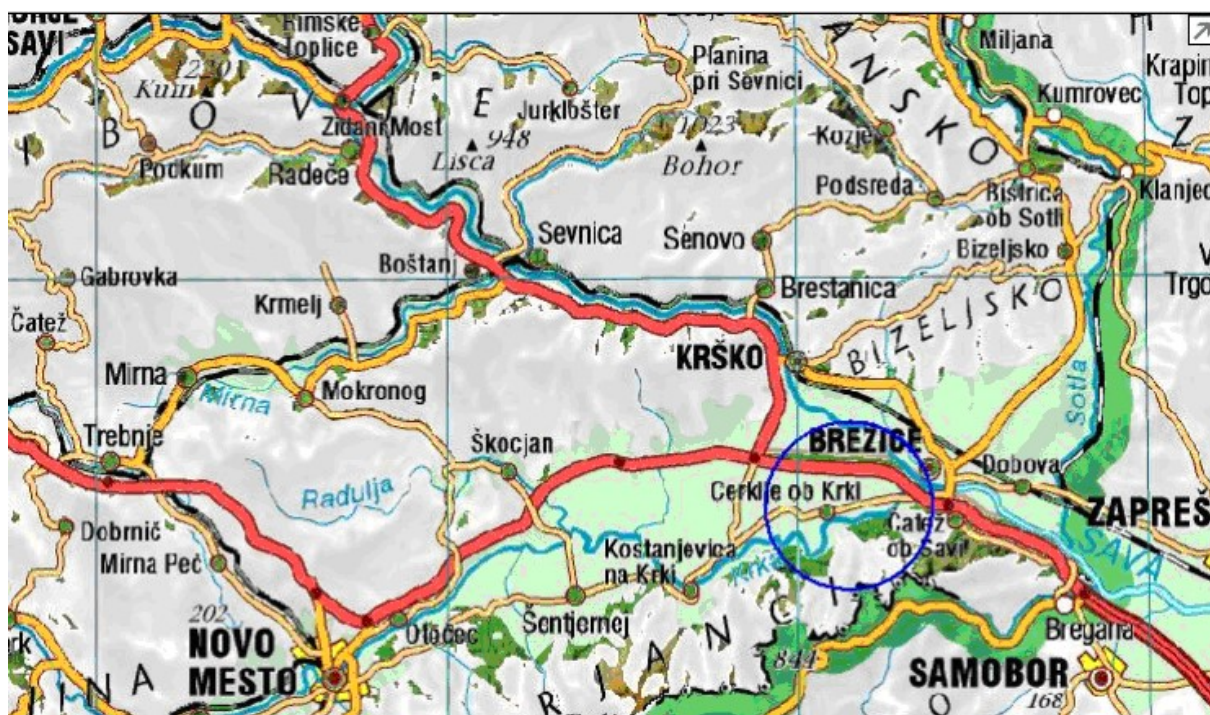 SAVI
Rimske
Toplice
1220
Kum
Zidani Most
Podkum
Radeče
Jurklošter
948
Lisca
Planina
pri Sevnici
1023
Bohor
Miljana
Kumrovec
Kozje
Podsreda
Bistrica
ob Sotli
Klanjec
Bizeljsko
BIZELJSKO
Senovo
Brestanica
Sevnica
Boštanj
Krmelj
Gabrovka
Čatež
Mirna
Mirna
Mokronog
KRŠKO
Sotla
Trebnje
Škocjan
Radulja
BREŽICE
Dobova
Cerklje ob Krki
ZAPREŠ
Čatež
ob Savi
SAVA
Dobrnič
Mirna Peč
Kostanjevica
na Krki
Krka
202
NOVO
MESTO
Otočec
Šentjernej
844
Bregana
SAMOBOR
168